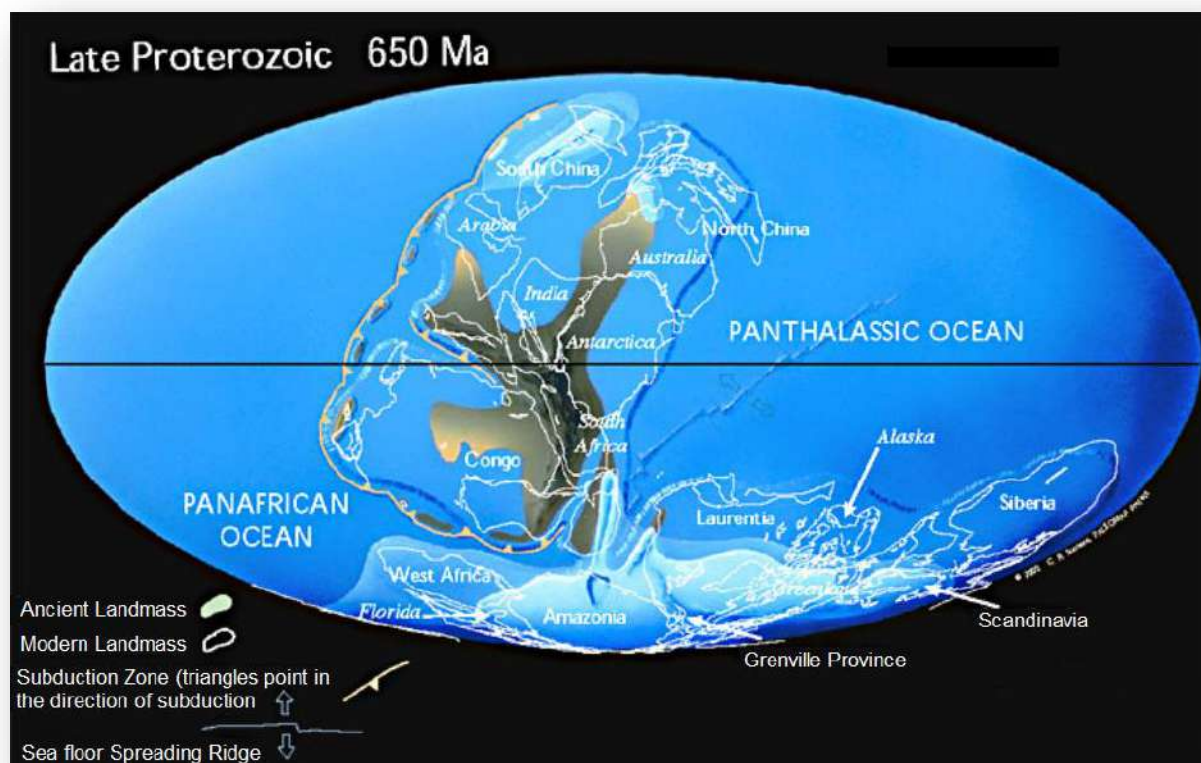 Late Proterozoic 650 Ma
South China
Arabia
North China
Australia
India
Antarctica
PANTHALASSIC OCEAN
South
Africa
Alaska
Congo
Siberia
Laurentia
PANAFRICAN
OCEAN
West Africa
Greenland
Florida
Amazonia
Scandinavia
Grenville Province
Ancient Landmass
Modern Landmass
Subduction Zone (triangles point in
the direction of subduction
Sea floor Spreading Ridge